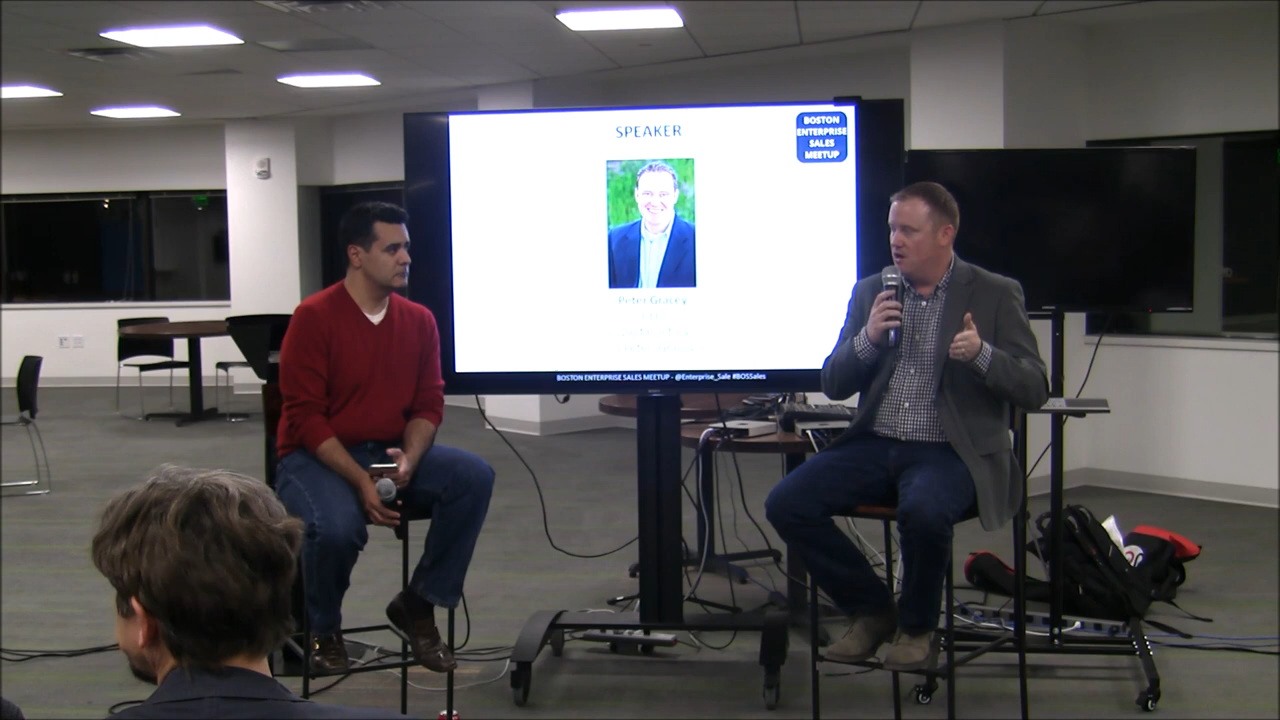 SPEAKER
BOSTON
ENTERPRISE
SALES
MEETUP
Peter Gracey
BOSTON ENTERPRISE SALES MEETUP - @Enterprise_Sale #BOSSales